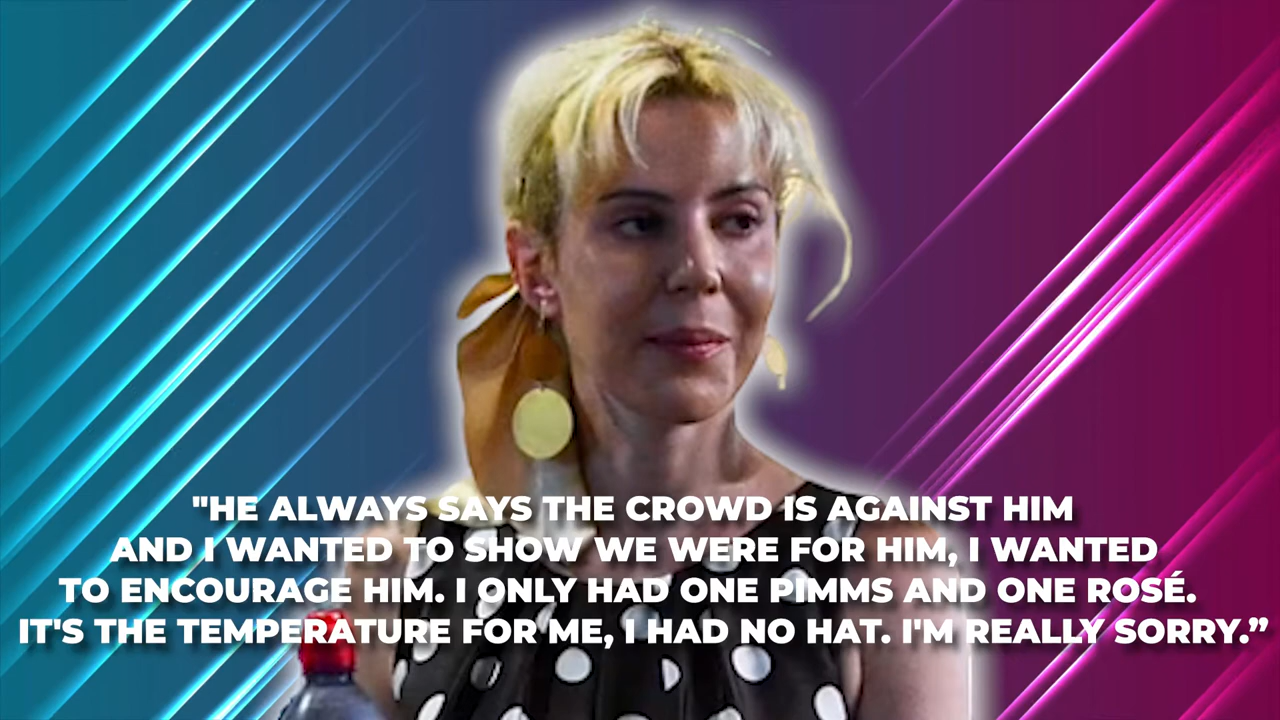 "HE ALWAYS SAYS THE CROWD IS AGAINST HIM
AND I WANTED TO SHOW WE WERE FOR HIM, I WANTED
TO ENCOURAGE HIM. I ONLY HAD ONE PIMMS AND ONE ROSÉ.
IT'S THE TEMPERATURE FOR ME, I HAD NO HAT. I'M REALLY SORRY.”